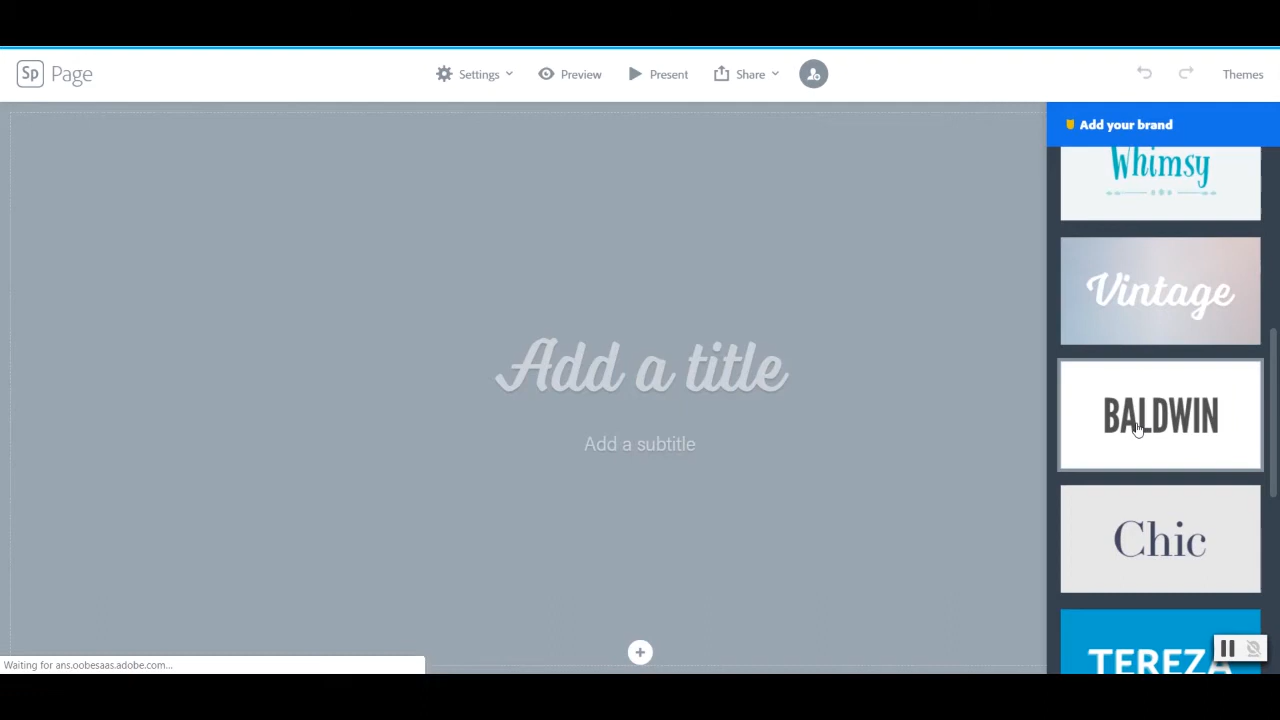 Sp Page
Settings
Preview
Present
Share
Themes
Add your brand
Whimsy
Vintage
Add a title
BALDWIN
Add a subtitle
Chic
TEREZA
Waiting for ans.oobesaas.adobe.com...